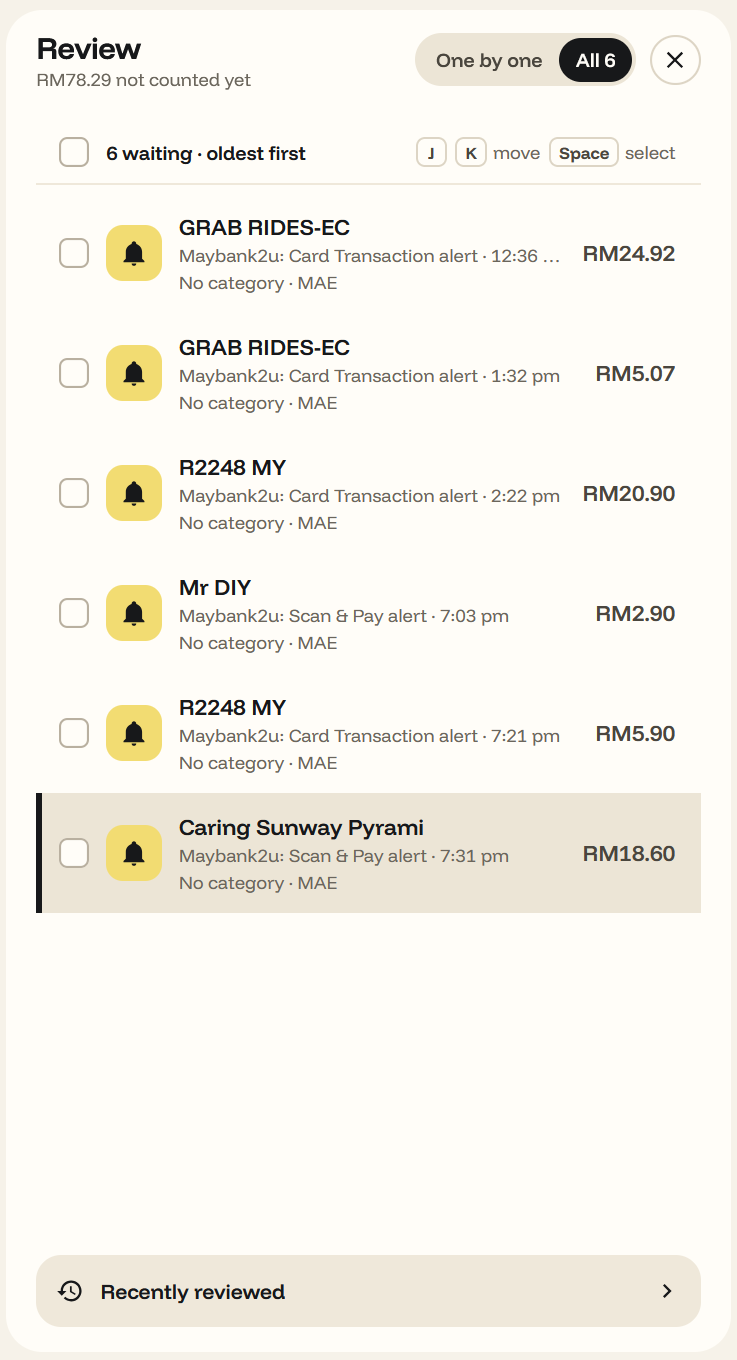 Review
RM78.29 not counted yet
One by one
All 6
6 waiting · oldest first
J K move Space select
GRAB RIDES-EC
Maybank2u: Card Transaction alert · 12:36 …
No category · MAE
RM24.92
GRAB RIDES-EC
Maybank2u: Card Transaction alert · 1:32 pm
No category · MAE
RM5.07
R2248 MY
Maybank2u: Card Transaction alert · 2:22 pm
No category · MAE
RM20.90
Mr DIY
Maybank2u: Scan & Pay alert · 7:03 pm
No category · MAE
RM2.90
R2248 MY
Maybank2u: Card Transaction alert · 7:21 pm
No category · MAE
RM5.90
Caring Sunway Pyrami
Maybank2u: Scan & Pay alert · 7:31 pm
No category · MAE
RM18.60
Recently reviewed